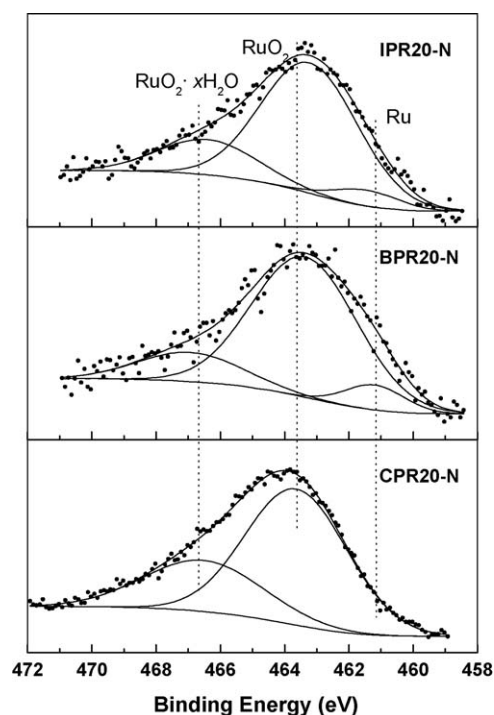 IPR20-N
RuO₂
RuO₂· xH₂O
Ru
BPR20-N
CPR20-N
472 470 468 466 464 462 460 458
Binding Energy (eV)